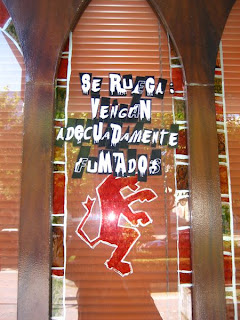 SE RUEGA:
VENGAN
ADECUADAMENTE
FUMADOS